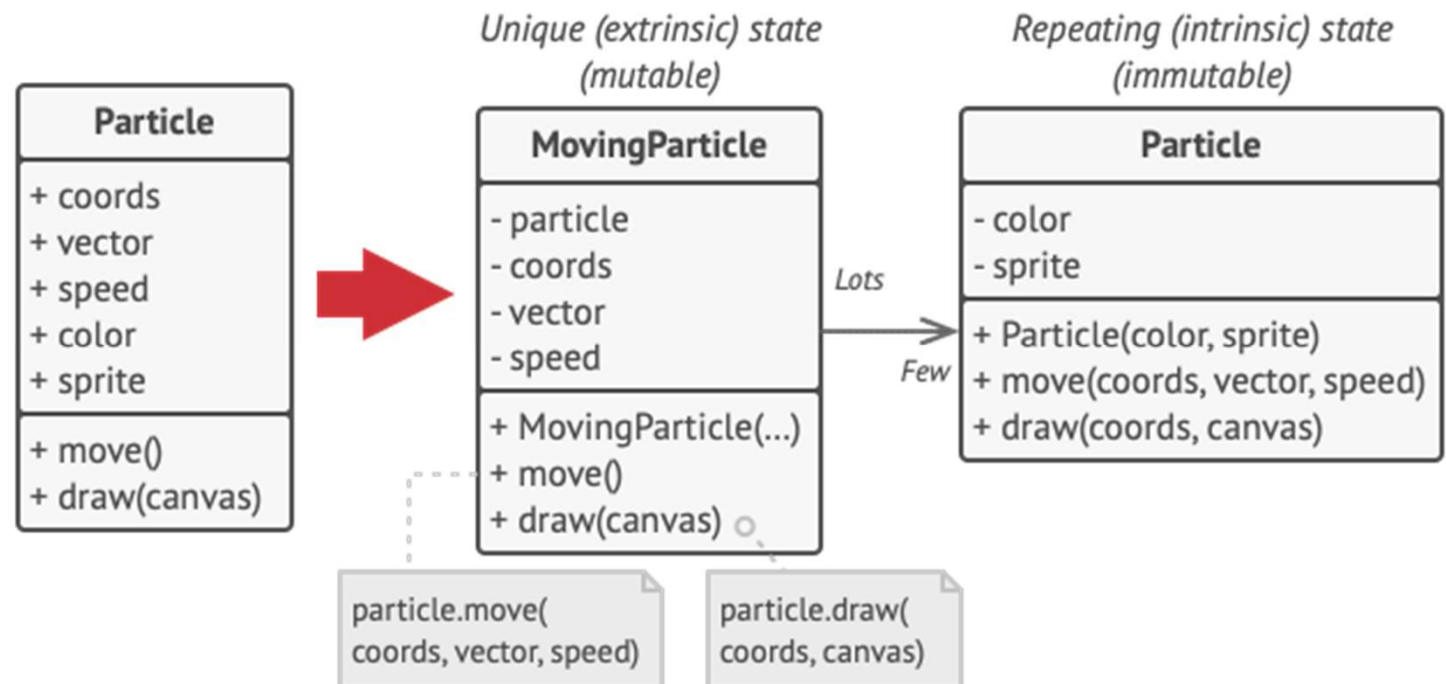 Particle
+ coords
+ vector
+ speed
+ color
+ sprite
+ move()
+ draw(canvas)
Unique (extrinsic) state
(mutable)
MovingParticle
- particle
- coords
- vector
- speed
+ MovingParticle(...)
+ move()
+ draw(canvas)
particle.move(
coords, vector, speed)
particle.draw(
coords, canvas)
Lots
Few
Repeating (intrinsic) state
(immutable)
Particle
- color
- sprite
+ Particle(color, sprite)
+ move(coords, vector, speed)
+ draw(coords, canvas)